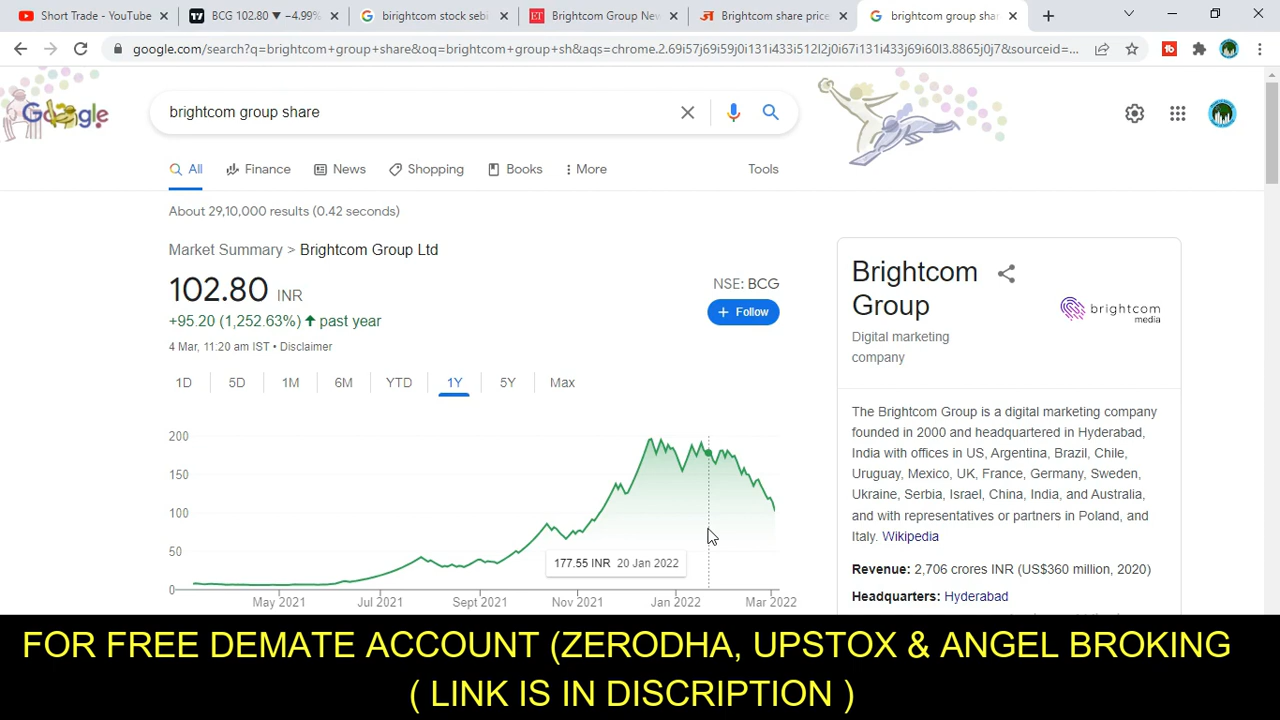 Short Trade - YouTube
BCG 102.80 ▼ −4.99%
birightcom stock sebi
ET Brightcom Group New
Brightcom share price
brightcom group shar
google.com/search?q=brightcom+group+share&oq=brightcom+group+sh&aqs=chrome.2.69i57j69i59j0i131i433i512l2j0i67i131i433j69i60l3.8865j0j7&sourceid=...
Google
brightcom group share
All
Finance
News
Shopping
Books
More
Tools
About 29,10,000 results (0.42 seconds)
Market Summary > Brightcom Group Ltd
102.80 INR
NSE: BCG
+95.20 (1,252.63%) ↑ past year
+ Follow
4 Mar, 11:20 am IST • Disclaimer
1D
5D
1M
6M
YTD
1Y
5Y
Max
200
150
100
50
0
177.55 INR 20 Jan 2022
May 2021
Jul 2021
Sept 2021
Nov 2021
Jan 2022
Mar 2022
Brightcom
Group
brightcom
media
Digital marketing
company
The Brightcom Group is a digital marketing company
founded in 2000 and headquartered in Hyderabad,
India with offices in US, Argentina, Brazil, Chile,
Uruguay, Mexico, UK, France, Germany, Sweden,
Ukraine, Serbia, Israel, China, India, and Australia,
and with representatives or partners in Poland, and
Italy. Wikipedia
Revenue: 2,706 crores INR (US$360 million, 2020)
Headquarters: Hyderabad
FOR FREE DEMATE ACCOUNT (ZERODHA, UPSTOX & ANGEL BROKING
( LINK IS IN DISCRIPTION )